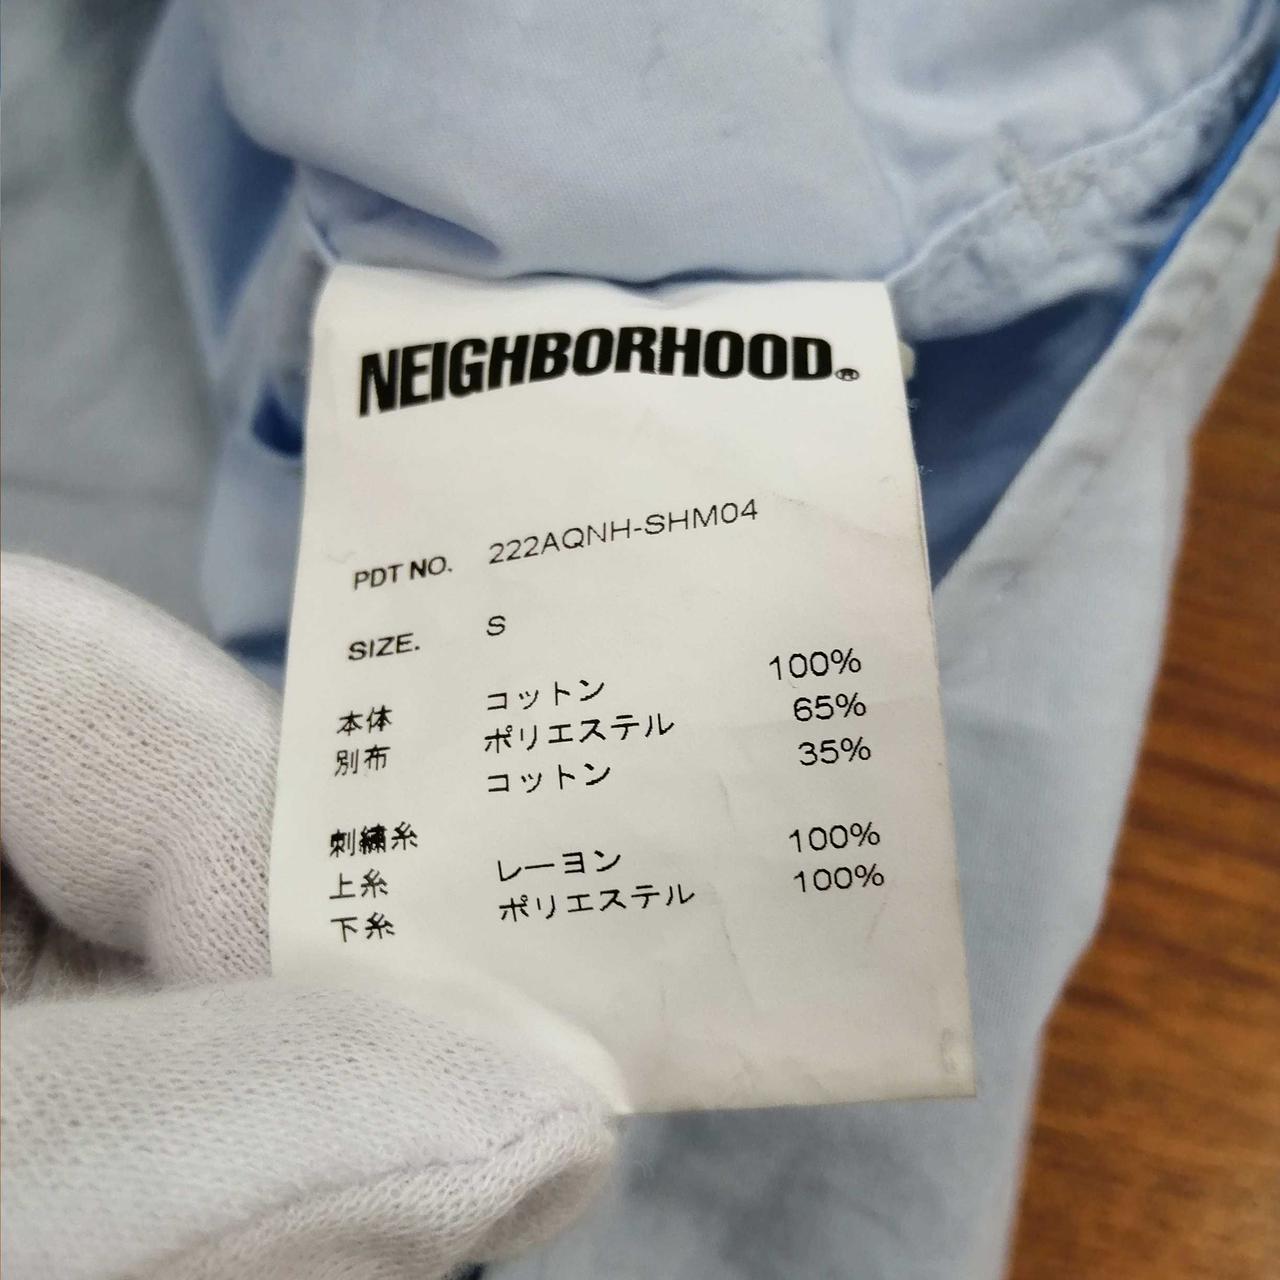 NEIGHBORHOOD®
PDT NO. 222AQNH-SHM04
SIZE. S
本体 コットン 100%
別布 ポリエステル 65%
コットン 35%
刺繍糸
上糸 レーヨン 100%
下糸 ポリエステル 100%